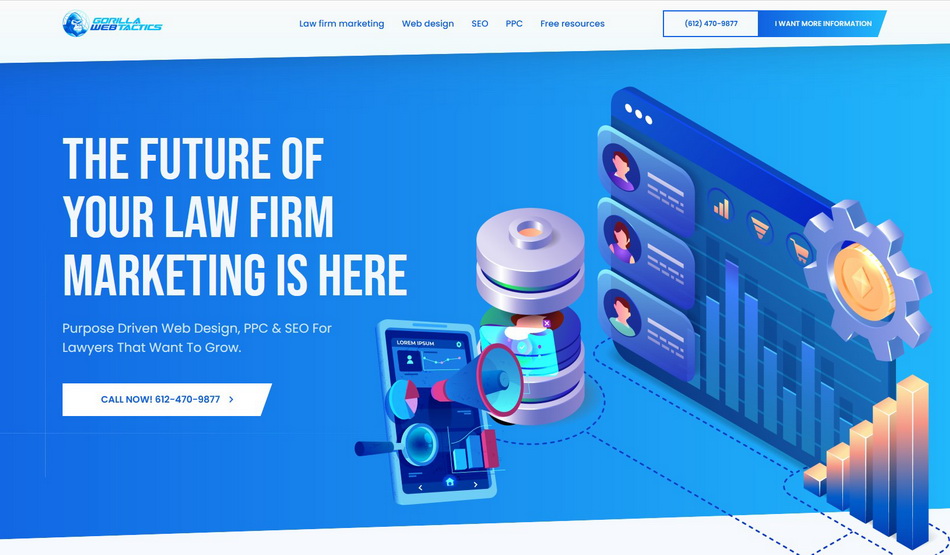 GORILLA
WEBTACTICS
Law firm marketing
Web design
SEO
PPC
Free resources
(612) 470-9877
I WANT MORE INFORMATION
THE FUTURE OF
YOUR LAW FIRM
MARKETING IS HERE
Purpose Driven Web Design, PPC & SEO For
Lawyers That Want To Grow.
CALL NOW! 612-470-9877
LOREM IPSUM